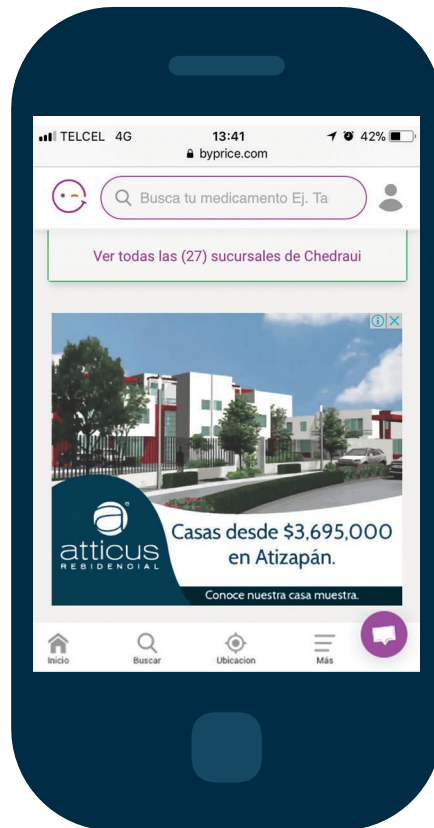 TELCEL 4G 13:41 42%
byprice.com
Busca tu medicamento Ej. Ta
Ver todas las (27) sucursales de Chedraui
atticus
REBIDENCIAL
Casas desde $3,695,000
en Atizapán.
Conoce nuestra casa muestra.
Inicio Buscar Ubicacion Más